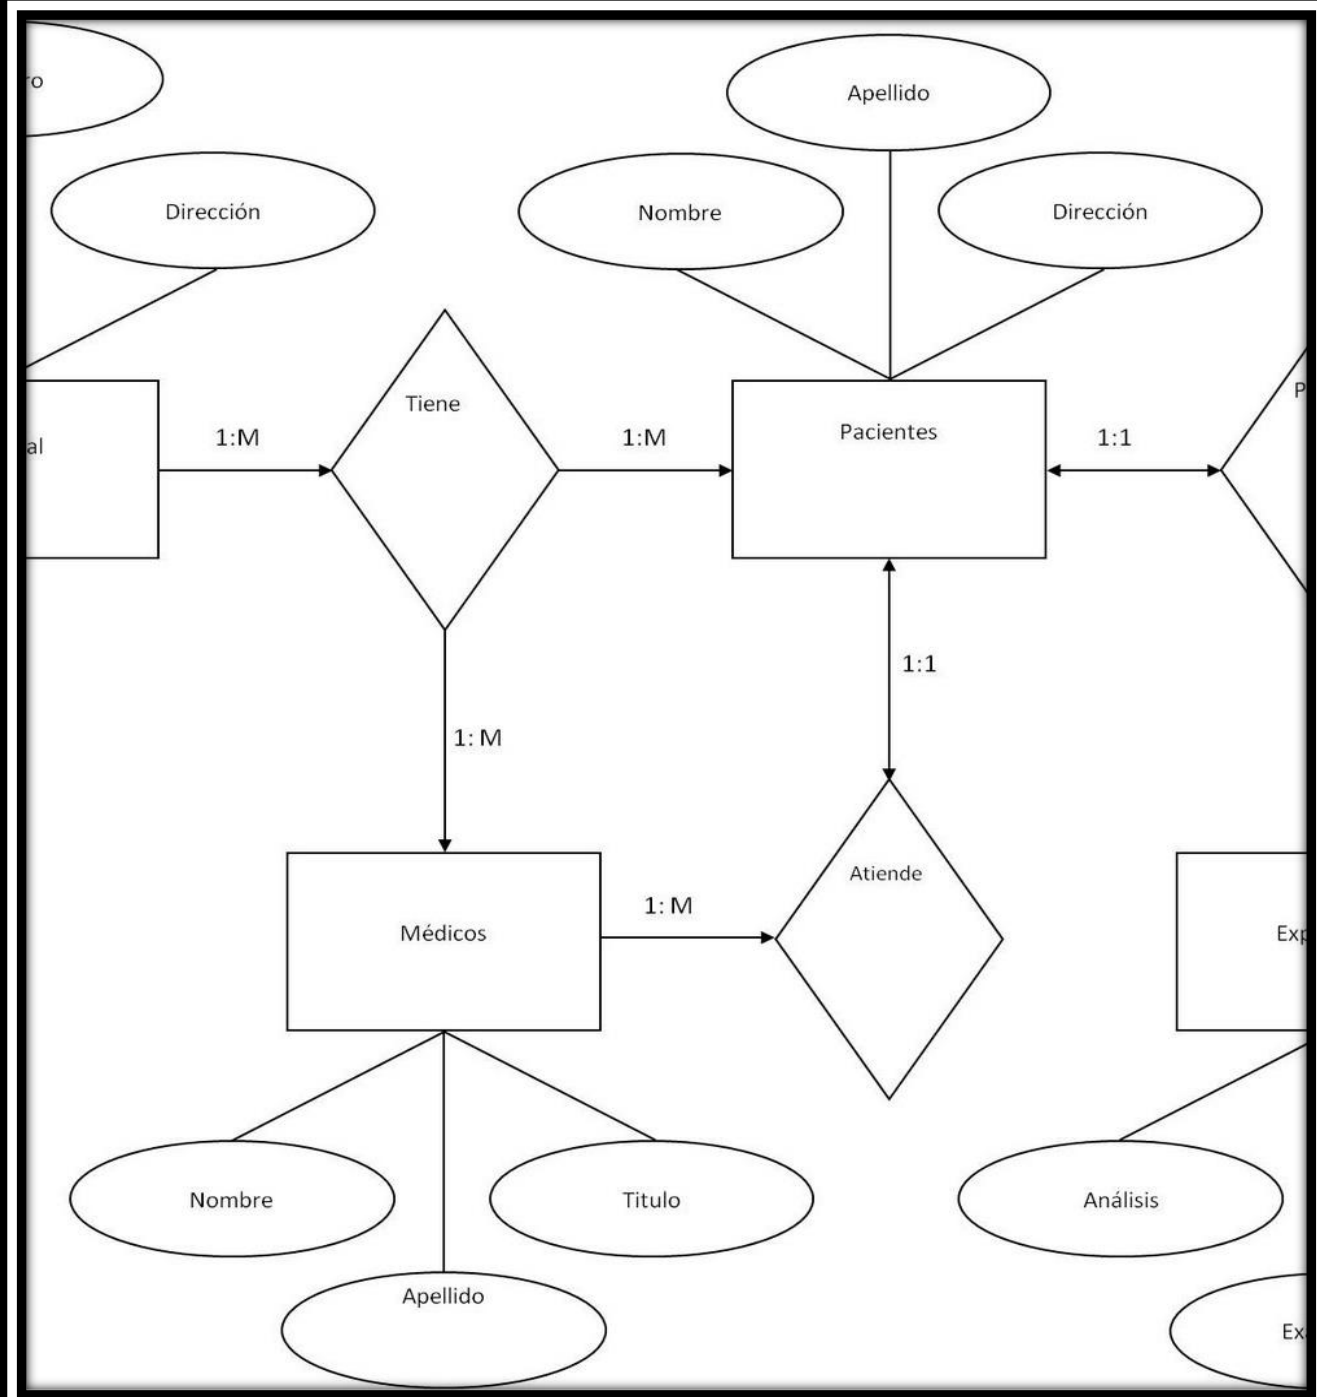 Apellido
Dirección
Nombre
Dirección
Tiene
1:M
1:M
Pacientes
1:1
1:1
1: M
Médicos
1: M
Atiende
Nombre
Titulo
Análisis
Apellido